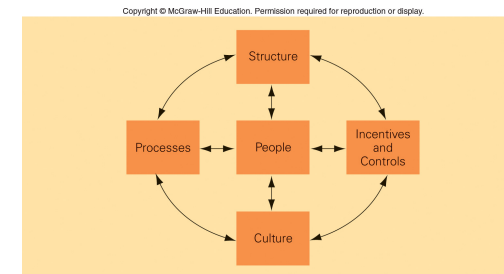 Copyright © McGraw-Hill Education. Permission required for reproduction or display.
Structure
Processes
People
Incentives
and
Controls
Culture